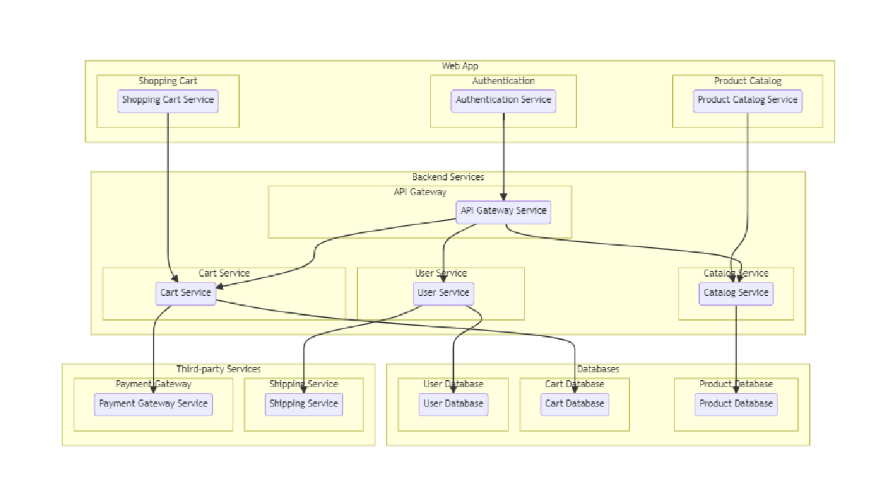 Web App
Shopping Cart
Authentication
Product Catalog
Shopping Cart Service
Authentication Service
Product Catalog Service
Backend Services
API Gateway
API Gateway Service
Cart Service
User Service
Catalog Service
Cart Service
User Service
Catalog Service
Third-party Services
Databases
Payment Gateway
Shipping Service
User Database
Cart Database
Product Database
Payment Gateway Service
Shipping Service
User Database
Cart Database
Product Database